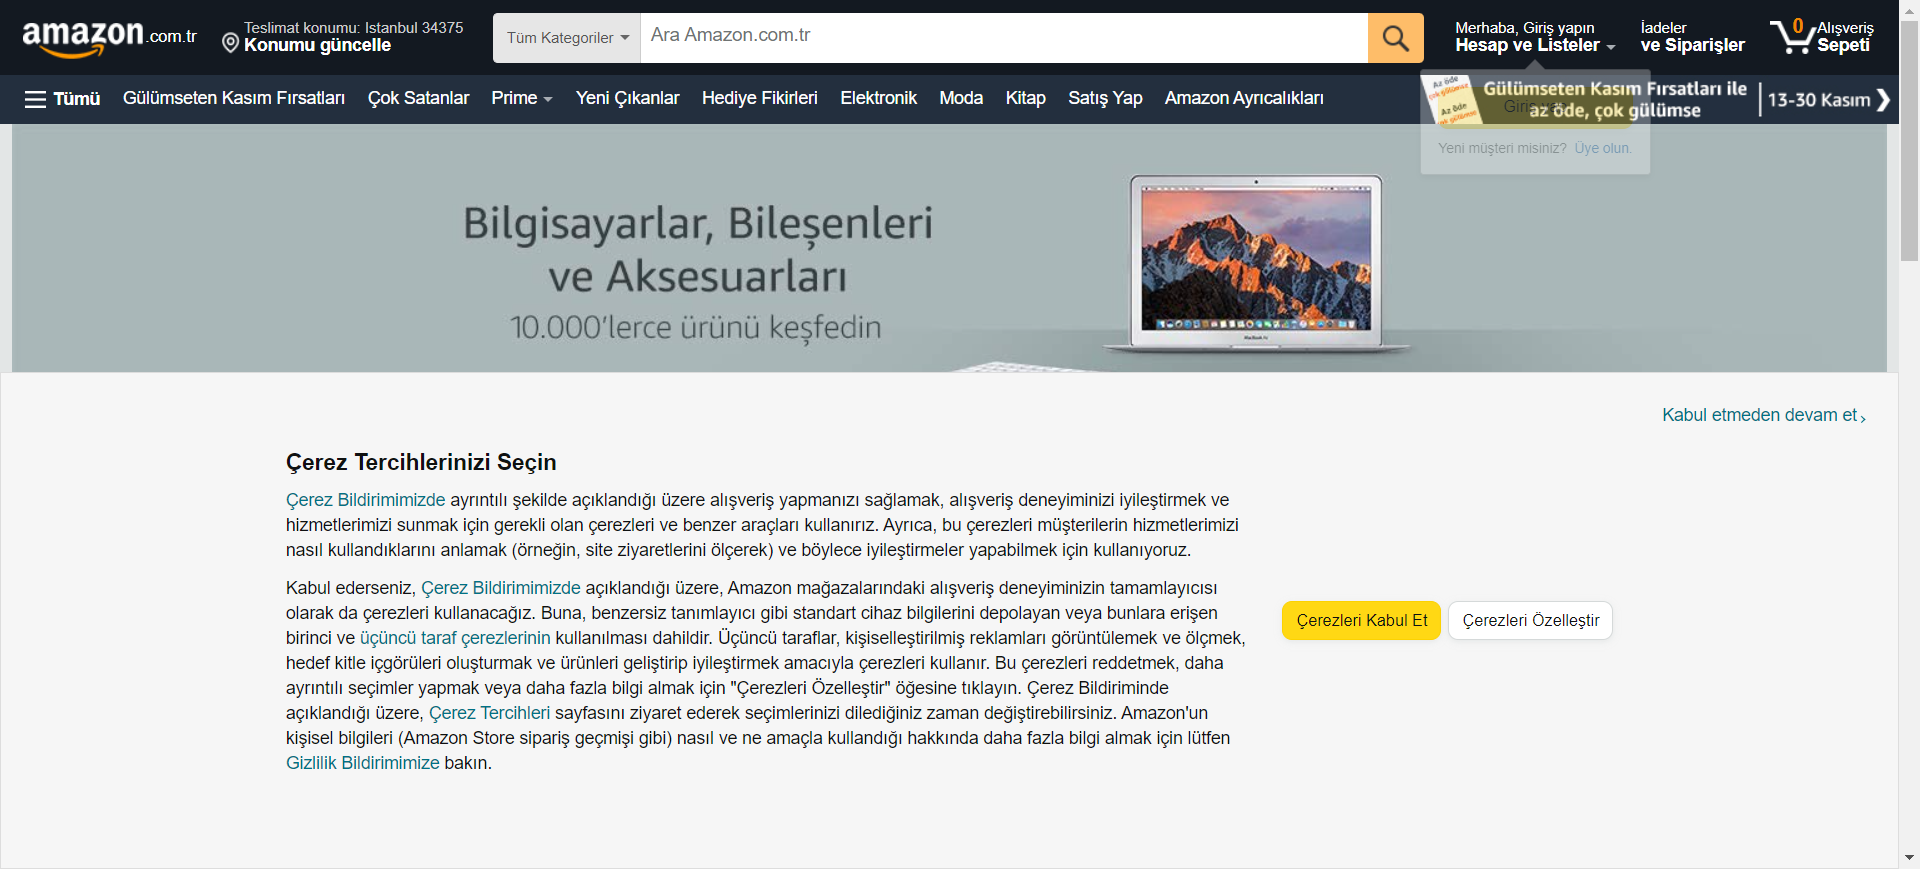 amazon.com.tr
Teslimat konumu: Istanbul 34375
Konumu güncelle
Tüm Kategoriler
Ara Amazon.com.tr
Merhaba, Giriş yapın
Hesap ve Listeler
İadeler
ve Siparişler
0
Alışveriş
Sepeti
Tümü
Gülümseten Kasım Fırsatları
Çok Satanlar
Prime
Yeni Çıkanlar
Hediye Fikirleri
Elektronik
Moda
Kitap
Satış Yap
Amazon Ayrıcalıkları
Az öde
çok gülümse
Az öde
çok gülümse
Gülümseten Kasım Fırsatları ile
az öde, çok gülümse
13-30 Kasım
Yeni müşteri misiniz? Üye olun.
Bilgisayarlar, Bileşenleri
ve Aksesuarları
10.000'lerce ürünü keşfedin
MacBook Air
Kabul etmeden devam et
Çerez Tercihlerinizi Seçin
Çerez Bildirimimizde ayrıntılı şekilde açıklandığı üzere alışveriş yapmanızı sağlamak, alışveriş deneyiminizi iyileştirmek ve
hizmetlerimizi sunmak için gerekli olan çerezleri ve benzer araçları kullanırız. Ayrıca, bu çerezleri müşterilerin hizmetlerimizi
nasıl kullandıklarını anlamak (örneğin, site ziyaretlerini ölçerek) ve böylece iyileştirmeler yapabilmek için kullanıyoruz.
Kabul ederseniz, Çerez Bildirimimizde açıklandığı üzere, Amazon mağazalarındaki alışveriş deneyiminizin tamamlayıcısı
olarak da çerezleri kullanacağız. Buna, benzersiz tanımlayıcı gibi standart cihaz bilgilerini depolayan veya bunlara erişen
birinci ve üçüncü taraf çerezlerinin kullanılması dahildir. Üçüncü taraflar, kişiselleştirilmiş reklamları görüntülemek ve ölçmek,
hedef kitle içgörüleri oluşturmak ve ürünleri geliştirip iyileştirmek amacıyla çerezleri kullanır. Bu çerezleri reddetmek, daha
ayrıntılı seçimler yapmak veya daha fazla bilgi almak için "Çerezleri Özelleştir" öğesine tıklayın. Çerez Bildiriminde
açıklandığı üzere, Çerez Tercihleri sayfasını ziyaret ederek seçimlerinizi dilediğiniz zaman değiştirebilirsiniz. Amazon'un
kişisel bilgileri (Amazon Store sipariş geçmişi gibi) nasıl ve ne amaçla kullandığı hakkında daha fazla bilgi almak için lütfen
Gizlilik Bildirimimize bakın.
Çerezleri Kabul Et
Çerezleri Özelleştir